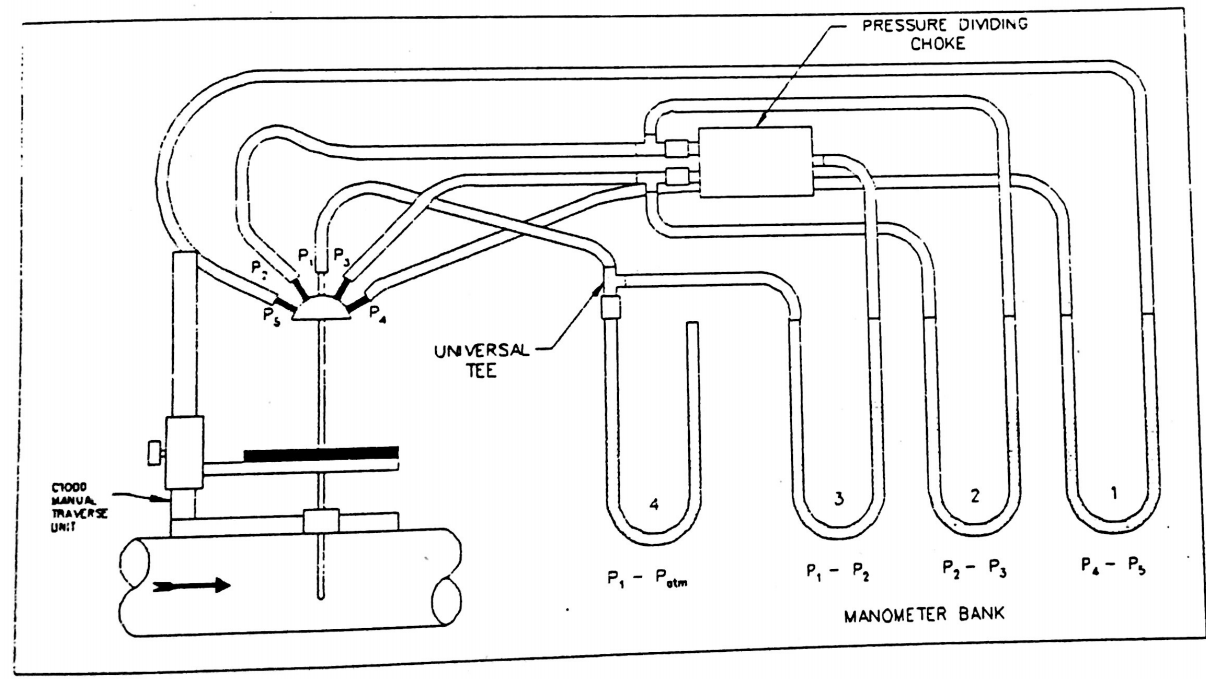 PRESSURE DIVIDING
CHOKE
P₁
P₃
P₂
P₅
P₄
UNIVERSAL
TEE
C1000
MANUAL
TRAVERSE
UNIT
4
3
2
1
P₁ - Pₐₜₘ
P₁ - P₂
P₂ - P₃
P₄ - P₅
MANOMETER BANK